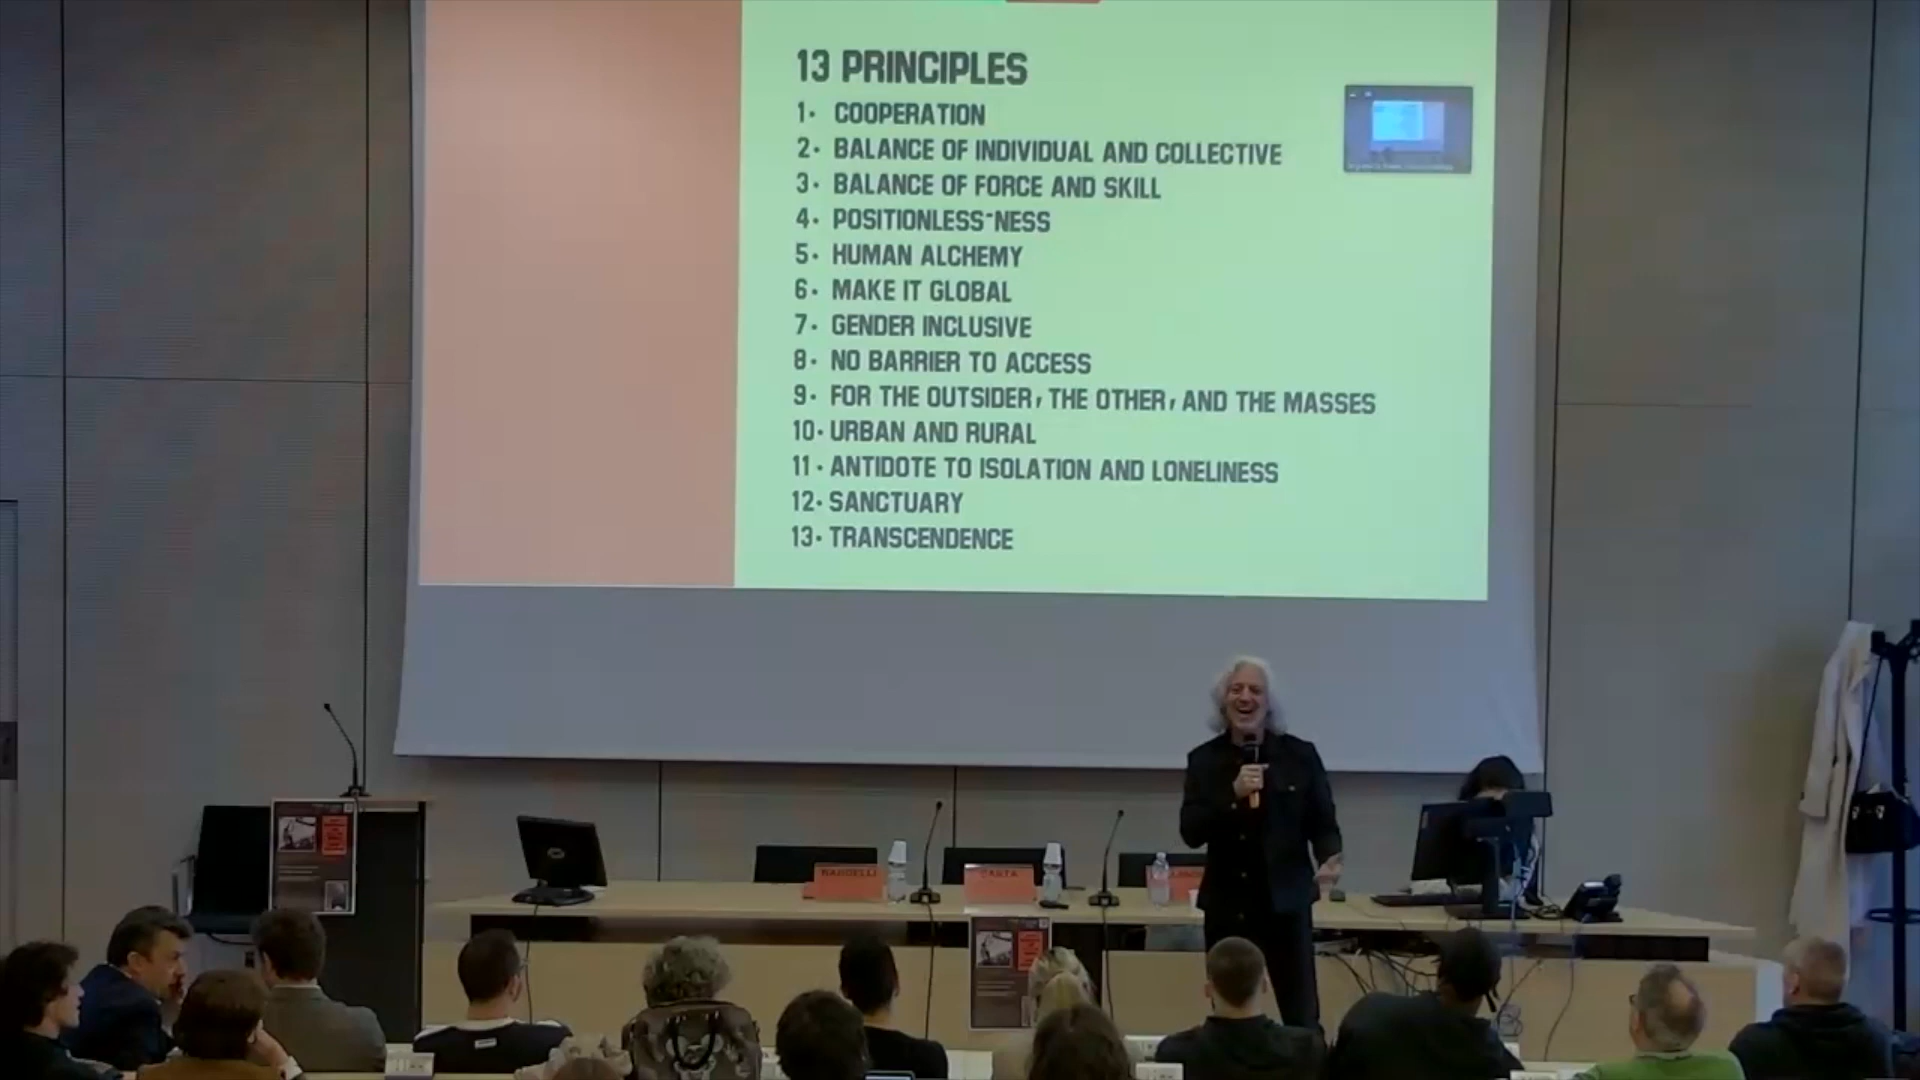 13 PRINCIPLES
1. COOPERATION
2. BALANCE OF INDIVIDUAL AND COLLECTIVE
3. BALANCE OF FORCE AND SKILL
4. POSITIONLESS-NESS
5. HUMAN ALCHEMY
6. MAKE IT GLOBAL
7. GENDER INCLUSIVE
8. NO BARRIER TO ACCESS
9. FOR THE OUTSIDER, THE OTHER, AND THE MASSES
10. URBAN AND RURAL
11. ANTIDOTE TO ISOLATION AND LONELINESS
12. SANCTUARY
13. TRANSCENDENCE